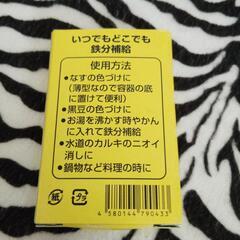 いつでもどこでも
鉄分補給
使用方法
●なすの色づけに
(薄型なので容器の底
に置けて便利)
●黒豆の色づけに
●お湯を沸かす時やかん
に入れて鉄分補給
●水道のカルキのニオイ
消しに
●鍋物など料理の時に
紙
4580144790433